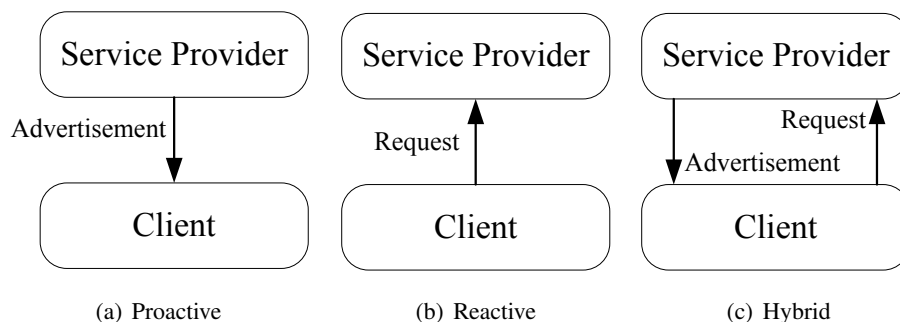 Service Provider
Advertisement
Client
(a) Proactive
Service Provider
Request
Client
(b) Reactive
Service Provider
Request
Advertisement
Client
(c) Hybrid